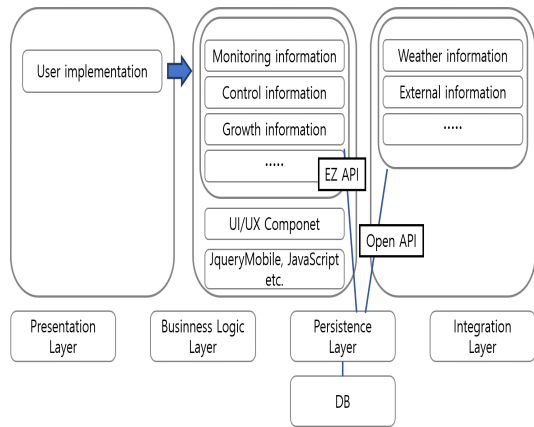 User implementation
Monitoring information
Control information
Growth information
.....
EZ API
UI/UX Componet
JqueryMobile, JavaScript
etc.
Weather information
External information
.....
Open API
Presentation
Layer
Businness Logic
Layer
Persistence
Layer
Integration
Layer
DB